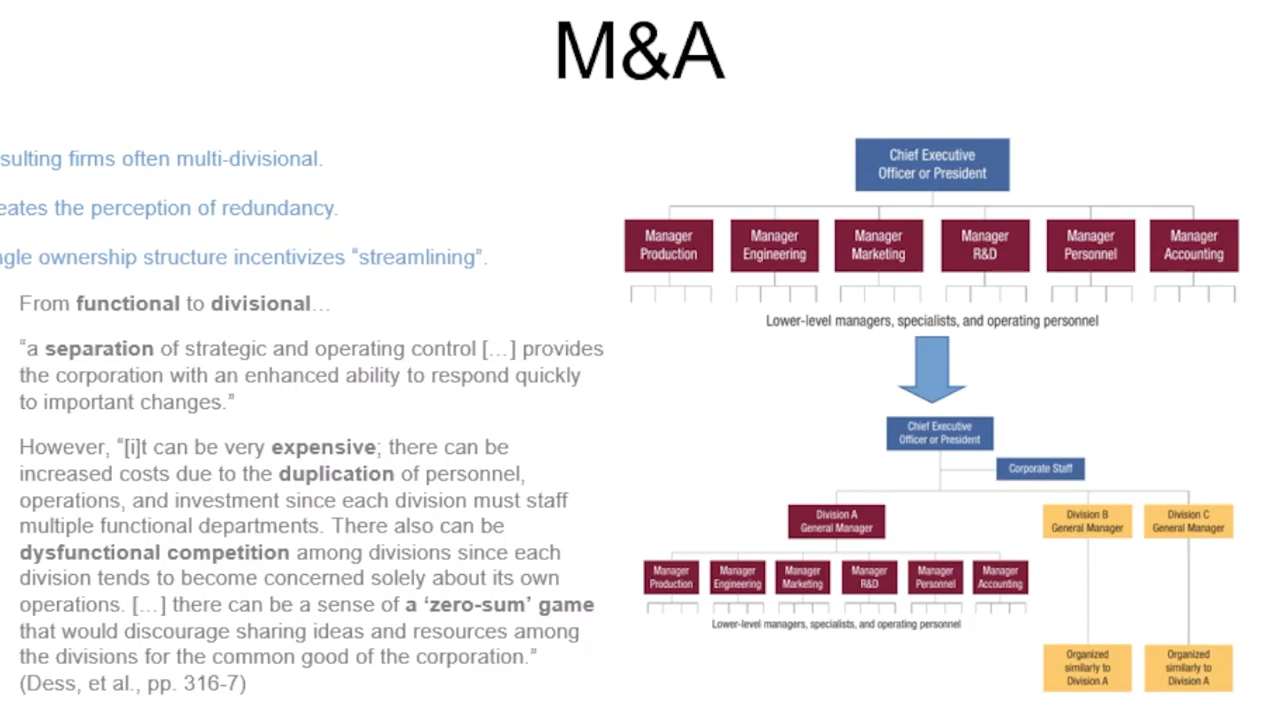 M&A
sulting firms often multi-divisional.
eates the perception of redundancy.
ngle ownership structure incentivizes “streamlining”.
From functional to divisional…
“a separation of strategic and operating control […] provides
the corporation with an enhanced ability to respond quickly
to important changes.”
However, “[i]t can be very expensive; there can be
increased costs due to the duplication of personnel,
operations, and investment since each division must staff
multiple functional departments. There also can be
dysfunctional competition among divisions since each
division tends to become concerned solely about its own
operations. […] there can be a sense of a ‘zero-sum’ game
that would discourage sharing ideas and resources among
the divisions for the common good of the corporation.”
(Dess, et al., pp. 316-7)
Chief Executive
Officer or President
Manager
Production
Manager
Engineering
Manager
Marketing
Manager
R&D
Manager
Personnel
Manager
Accounting
Lower-level managers, specialists, and operating personnel
Chief Executive
Officer or President
Corporate Staff
Division A
General Manager
Division B
General Manager
Division C
General Manager
Manager
Production
Manager
Engineering
Manager
Marketing
Manager
R&D
Manager
Personnel
Manager
Accounting
Lower-level managers, specialists, and operating personnel
Organized
similarly to
Division A
Organized
similarly to
Division A